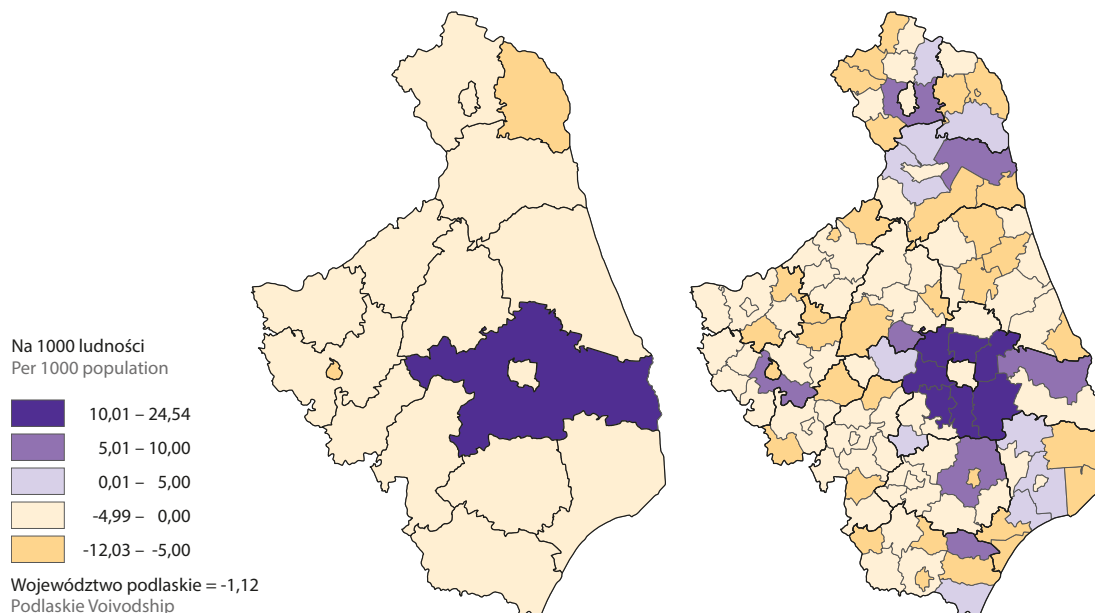 Na 1000 ludności
Per 1000 population
10,01 – 24,54
5,01 – 10,00
0,01 – 5,00
-4,99 – 0,00
-12,03 – -5,00
Województwo podlaskie = -1,12
Podlaskie Voivodship